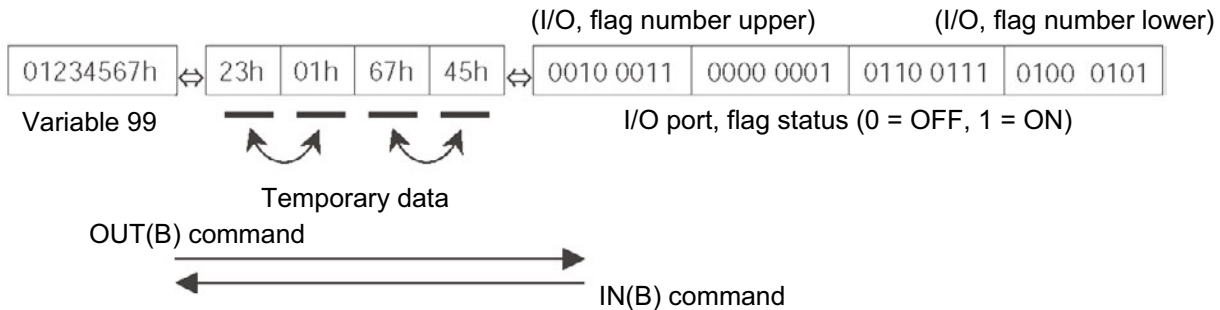 (I/O, flag number upper) (I/O, flag number lower)
01234567h ⇔ 23h 01h 67h 45h ⇔ 0010 0011 0000 0001 0110 0111 0100 0101
Variable 99 I/O port, flag status (0 = OFF, 1 = ON)
Temporary data
OUT(B) command
IN(B) command